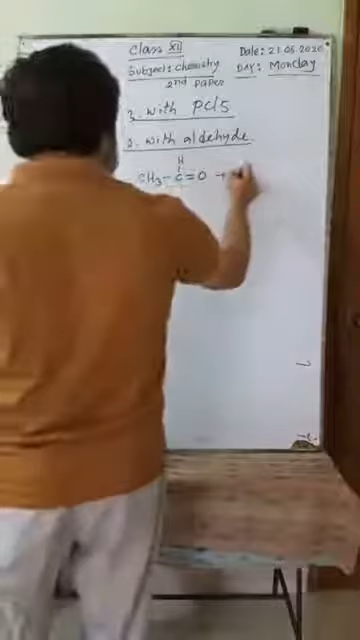 Class XII
Date: 21.05.2020
Subject: Chemistry
Day: Monday
2nd Paper
3. with PCl5
2. with aldehyde
H
CH3-C=O +